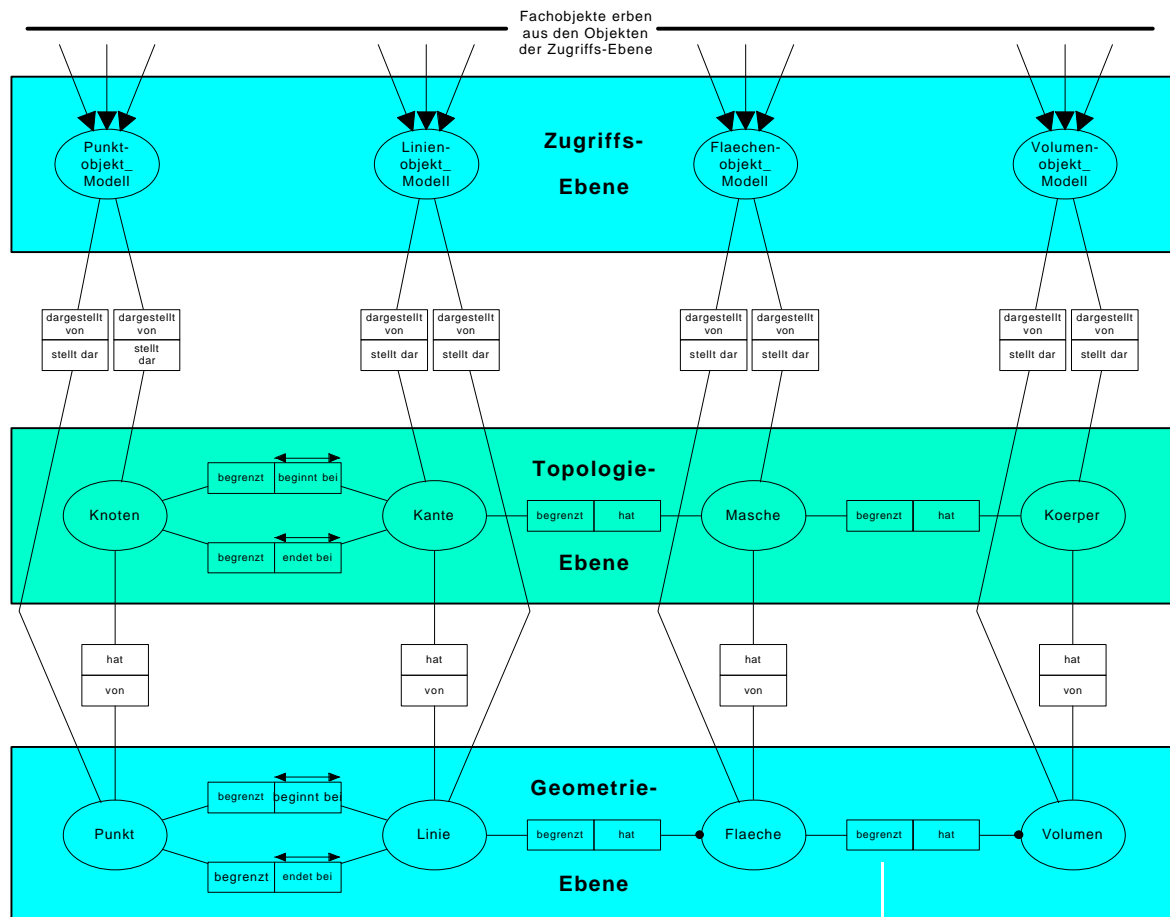 Fachobjekte erben
aus den Objekten
der Zugriffs-Ebene
Zugriffs-
Ebene
Punkt-
objekt_
Modell
Linien-
objekt_
Modell
Flaechen-
objekt_
Modell
Volumen-
objekt_
Modell
dargestellt
von
stellt dar
dargestellt
von
stellt
dar
dargestellt
von
stellt dar
dargestellt
von
stellt dar
dargestellt
von
stellt dar
dargestellt
von
stellt dar
dargestellt
von
stellt dar
dargestellt
von
stellt dar
Topologie-
Ebene
begrenzt
beginnt bei
Knoten
Kante
begrenzt
hat
Masche
begrenzt
hat
Koerper
begrenzt
endet bei
hat
von
hat
von
hat
von
hat
von
Geometrie-
Ebene
begrenzt
beginnt bei
Punkt
Linie
begrenzt
hat
Flaeche
begrenzt
hat
Volumen
begrenzt
endet bei